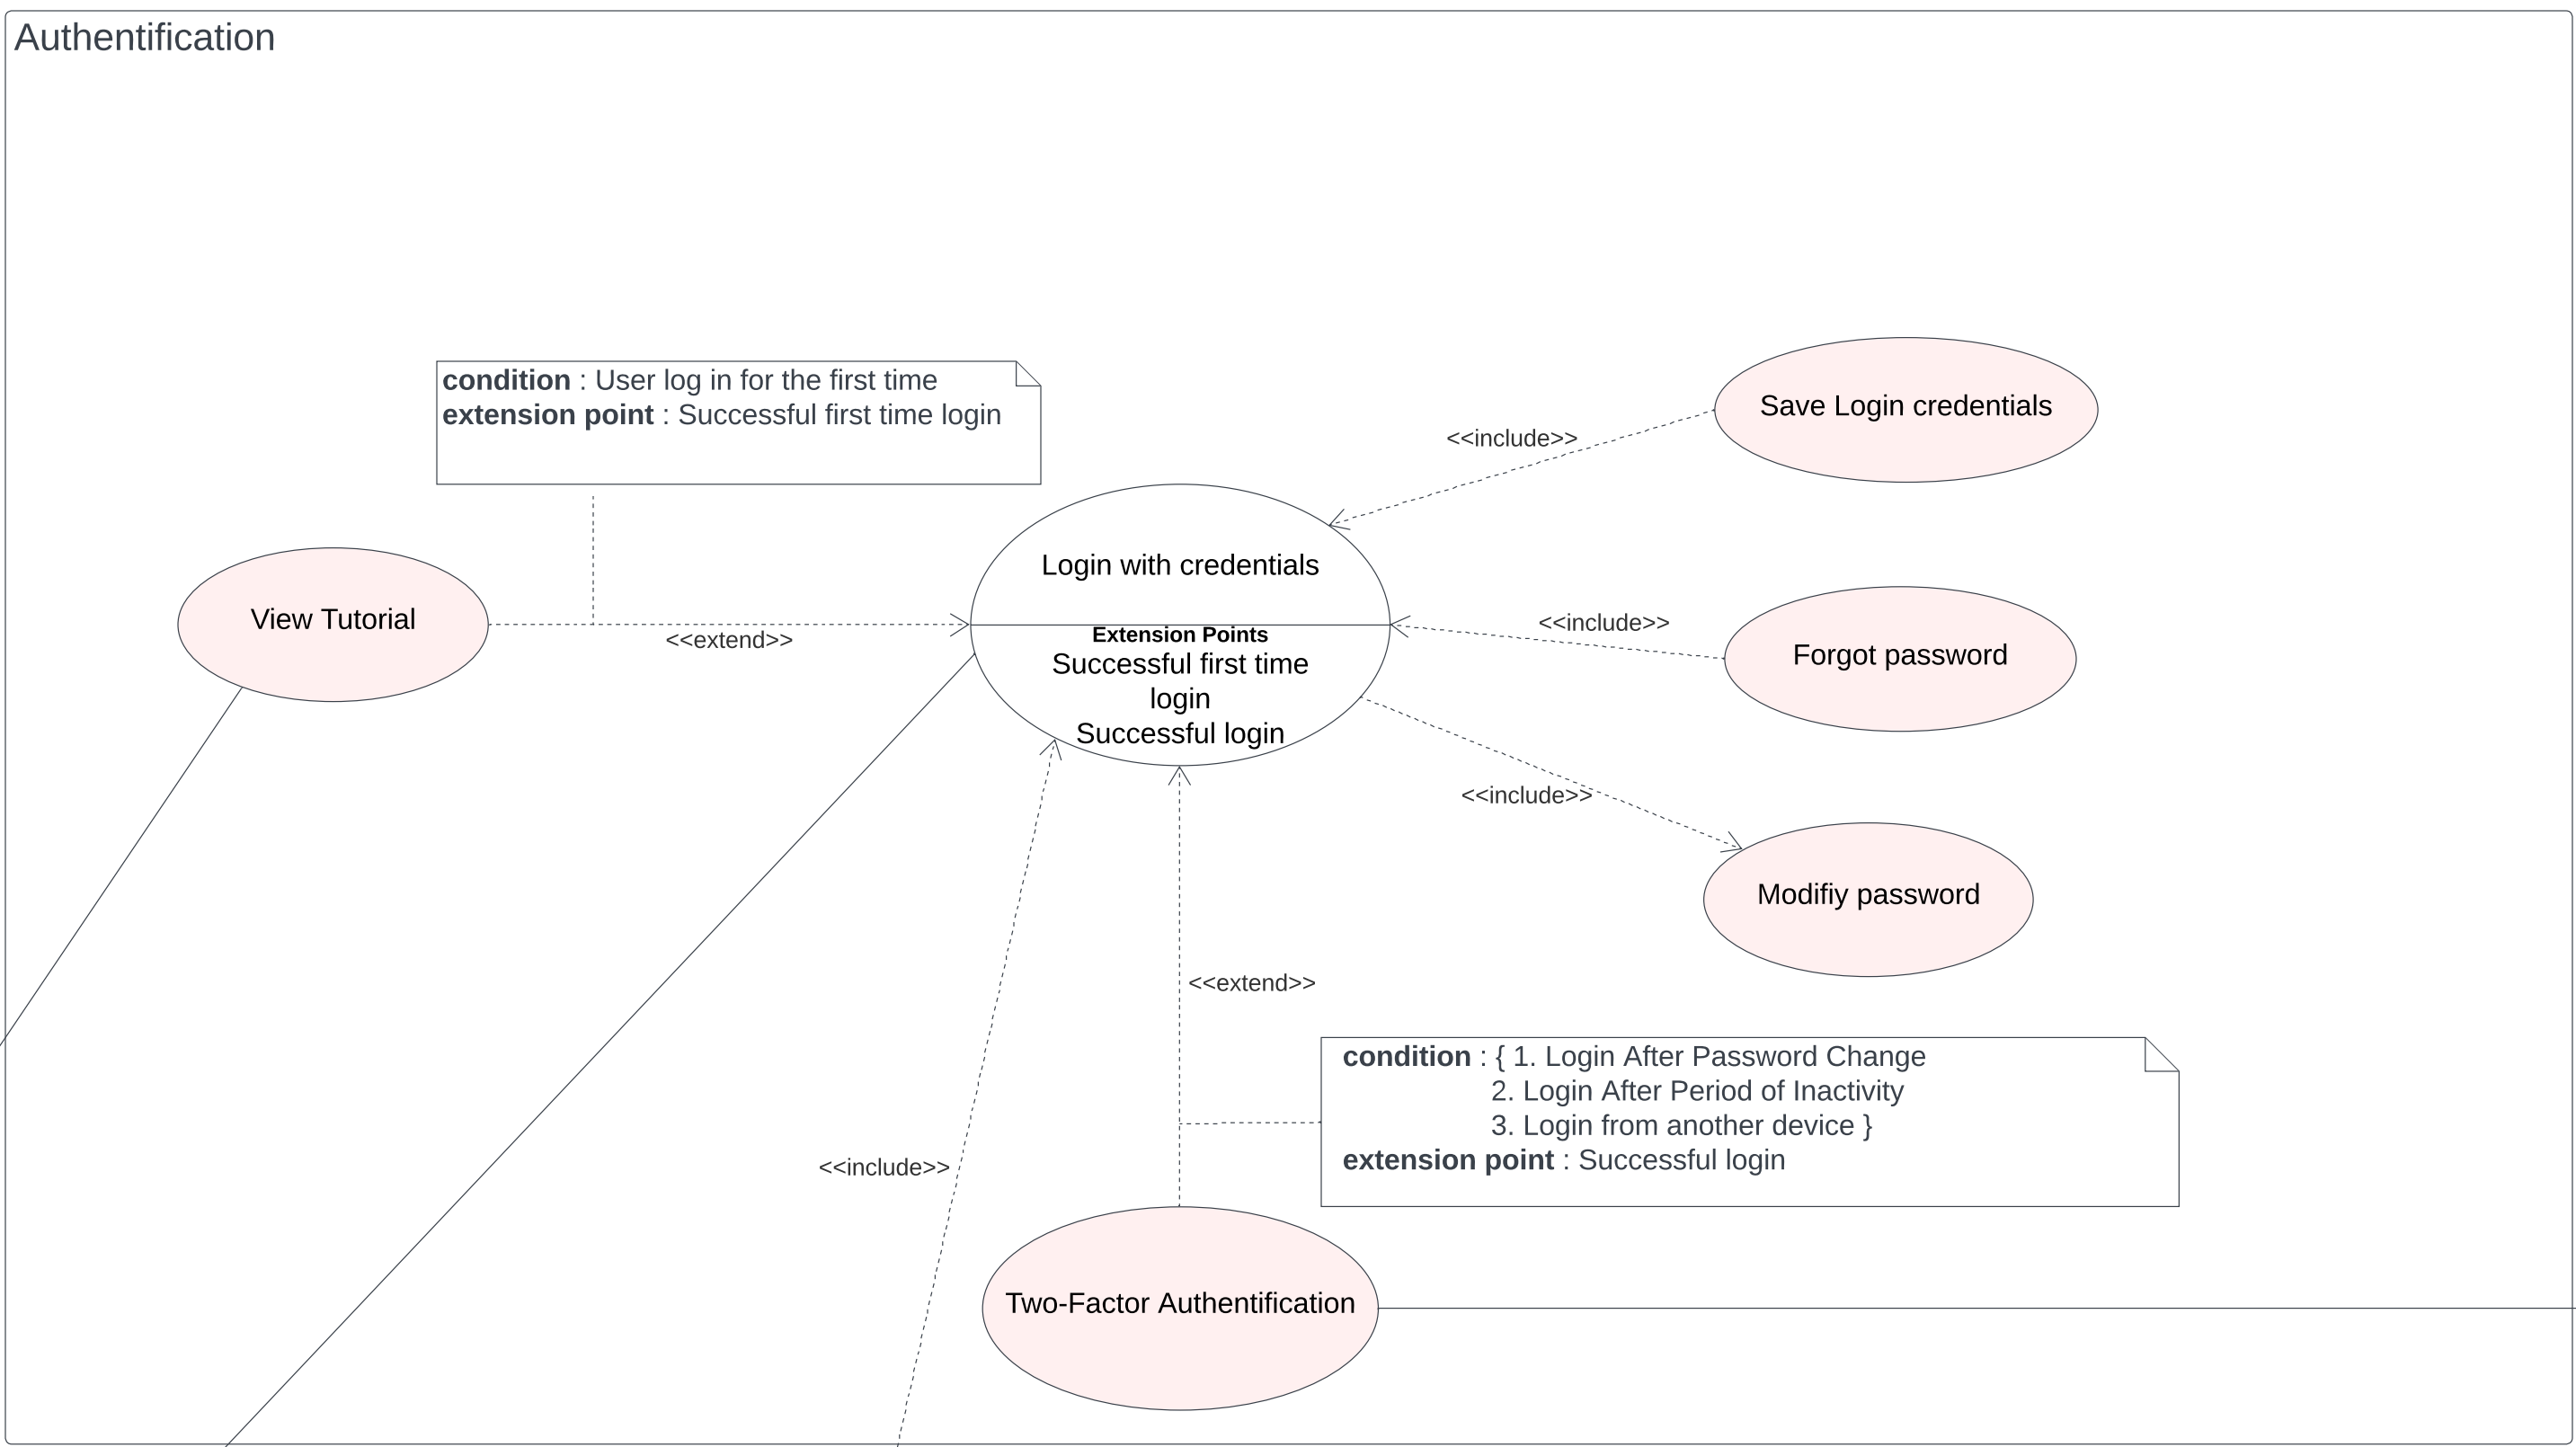 Authentification
condition : User log in for the first time
extension point : Successful first time login
Save Login credentials
<<include>>
Login with credentials
View Tutorial
<<extend>>
Extension Points
Successful first time
login
Successful login
<<include>>
Forgot password
<<include>>
Modifiy password
<<extend>>
condition : { 1. Login After Password Change
2. Login After Period of Inactivity
3. Login from another device }
extension point : Successful login
<<include>>
Two-Factor Authentification